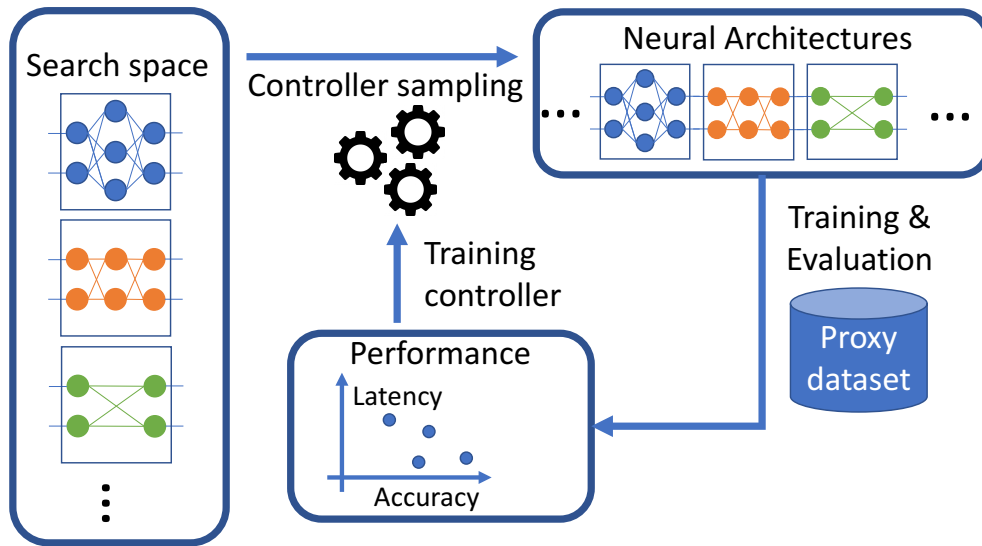 Search space
Controller sampling
Neural Architectures
...
...
Training &
Evaluation
Proxy
dataset
Training
controller
Performance
Latency
Accuracy